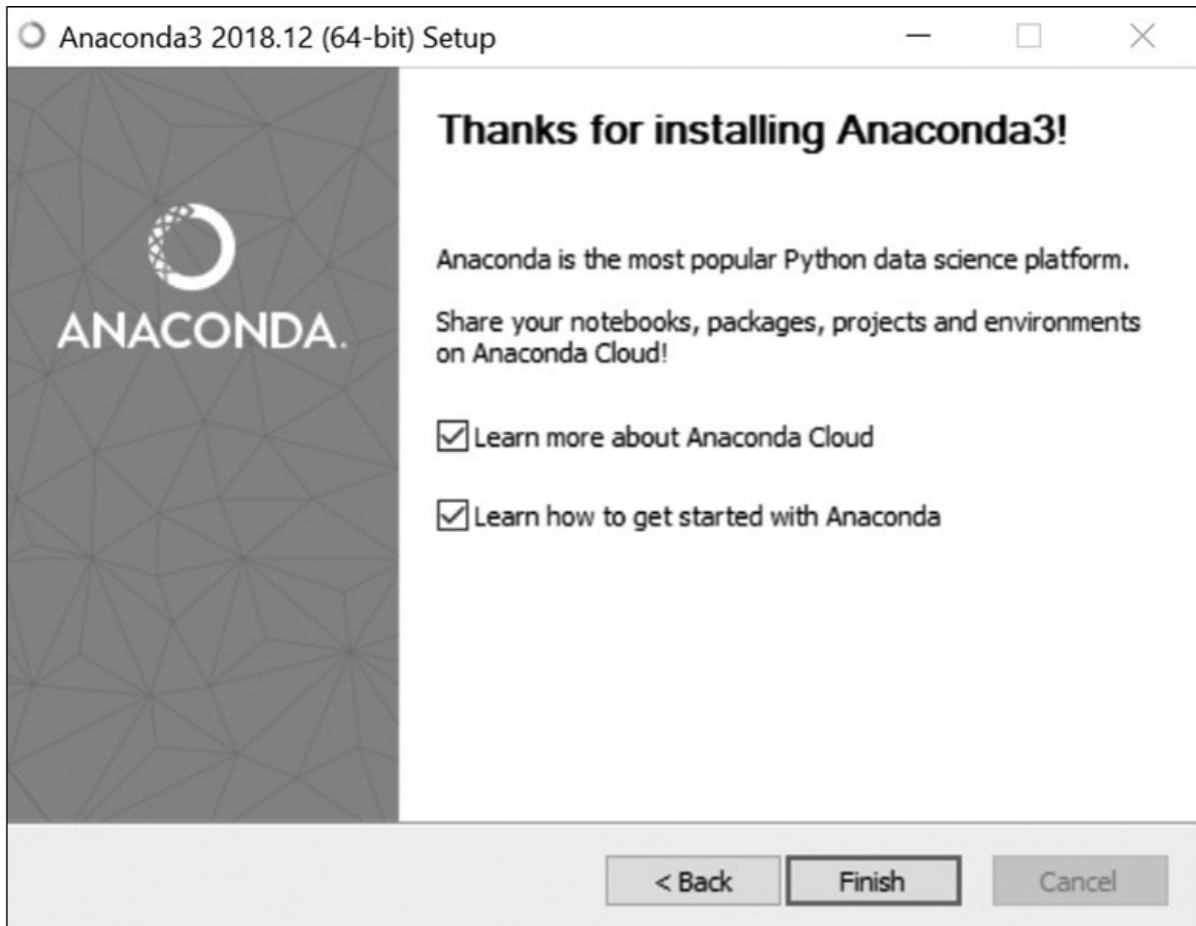 Anaconda3 2018.12 (64-bit) Setup
ANACONDA.
Thanks for installing Anaconda3!
Anaconda is the most popular Python data science platform.
Share your notebooks, packages, projects and environments
on Anaconda Cloud!
Learn more about Anaconda Cloud
Learn how to get started with Anaconda
< Back
Finish
Cancel